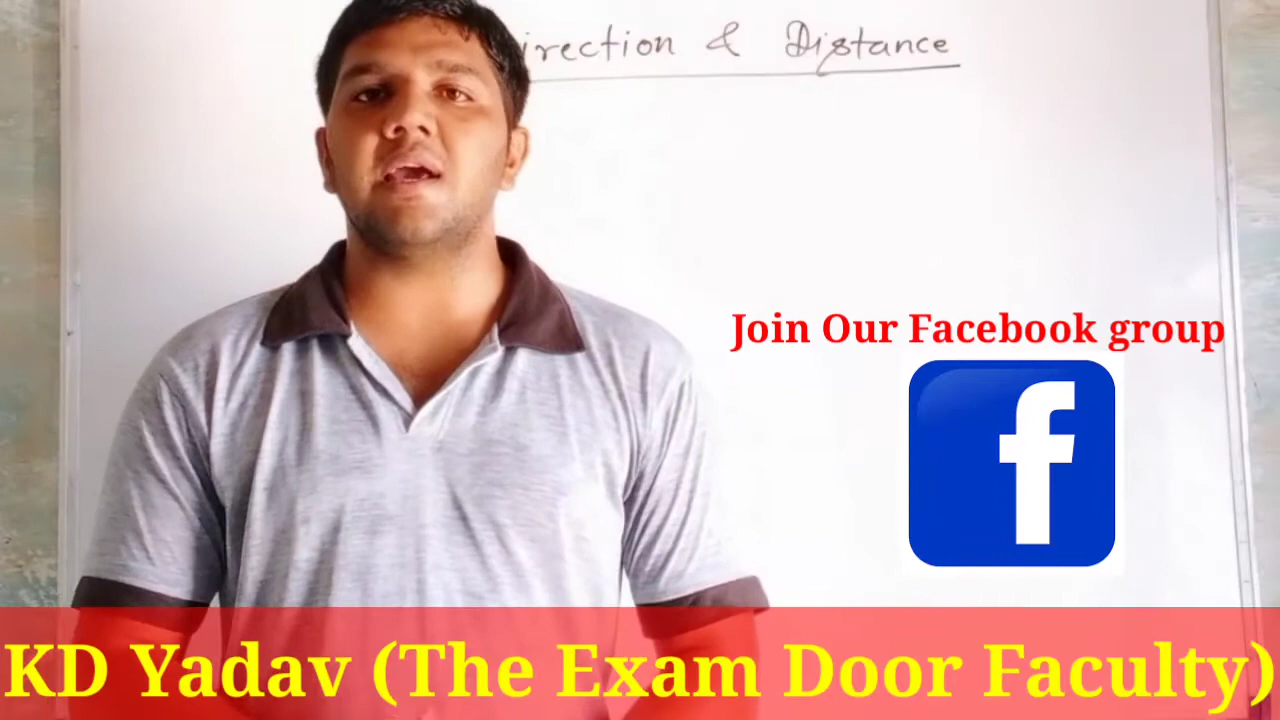 irection & Distance
Join Our Facebook group
f
KD Yadav (The Exam Door Faculty)